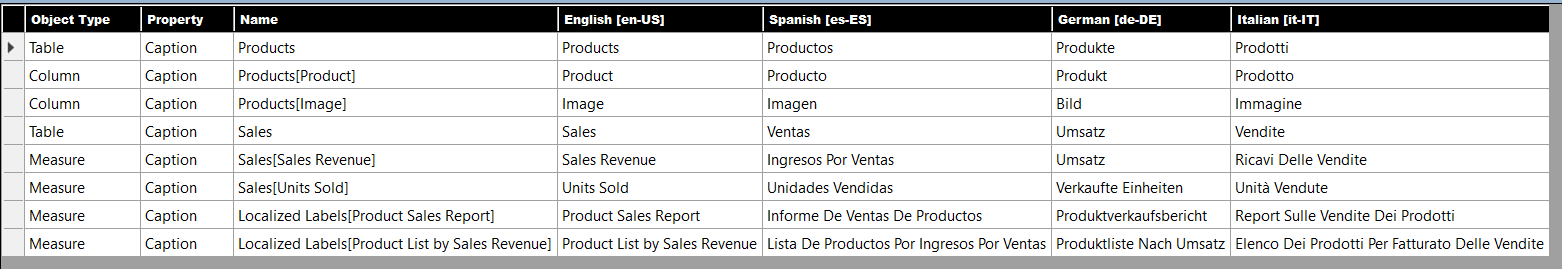 Object Type Property Name English [en-US] Spanish [es-ES] German [de-DE] Italian [it-IT]
Table Caption Products Products Productos Produkte Prodotti
Column Caption Products[Product] Product Producto Produkt Prodotto
Column Caption Products[Image] Image Imagen Bild Immagine
Table Caption Sales Sales Ventas Umsatz Vendite
Measure Caption Sales[Sales Revenue] Sales Revenue Ingresos Por Ventas Umsatz Ricavi Delle Vendite
Measure Caption Sales[Units Sold] Units Sold Unidades Vendidas Verkaufte Einheiten Unità Vendute
Measure Caption Localized Labels[Product Sales Report] Product Sales Report Informe De Ventas De Productos Produktverkaufsbericht Report Sulle Vendite Dei Prodotti
Measure Caption Localized Labels[Product List by Sales Revenue] Product List by Sales Revenue Lista De Productos Por Ingresos Por Ventas Produktliste Nach Umsatz Elenco Dei Prodotti Per Fatturato Delle Vendite